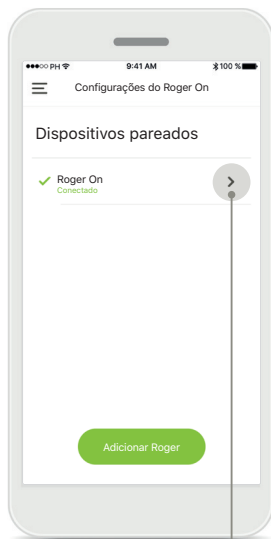 ●●●○○ PH 9:41 AM 100 %
Configurações do Roger On
Dispositivos pareados
Roger On
Conectado
Adicionar Roger